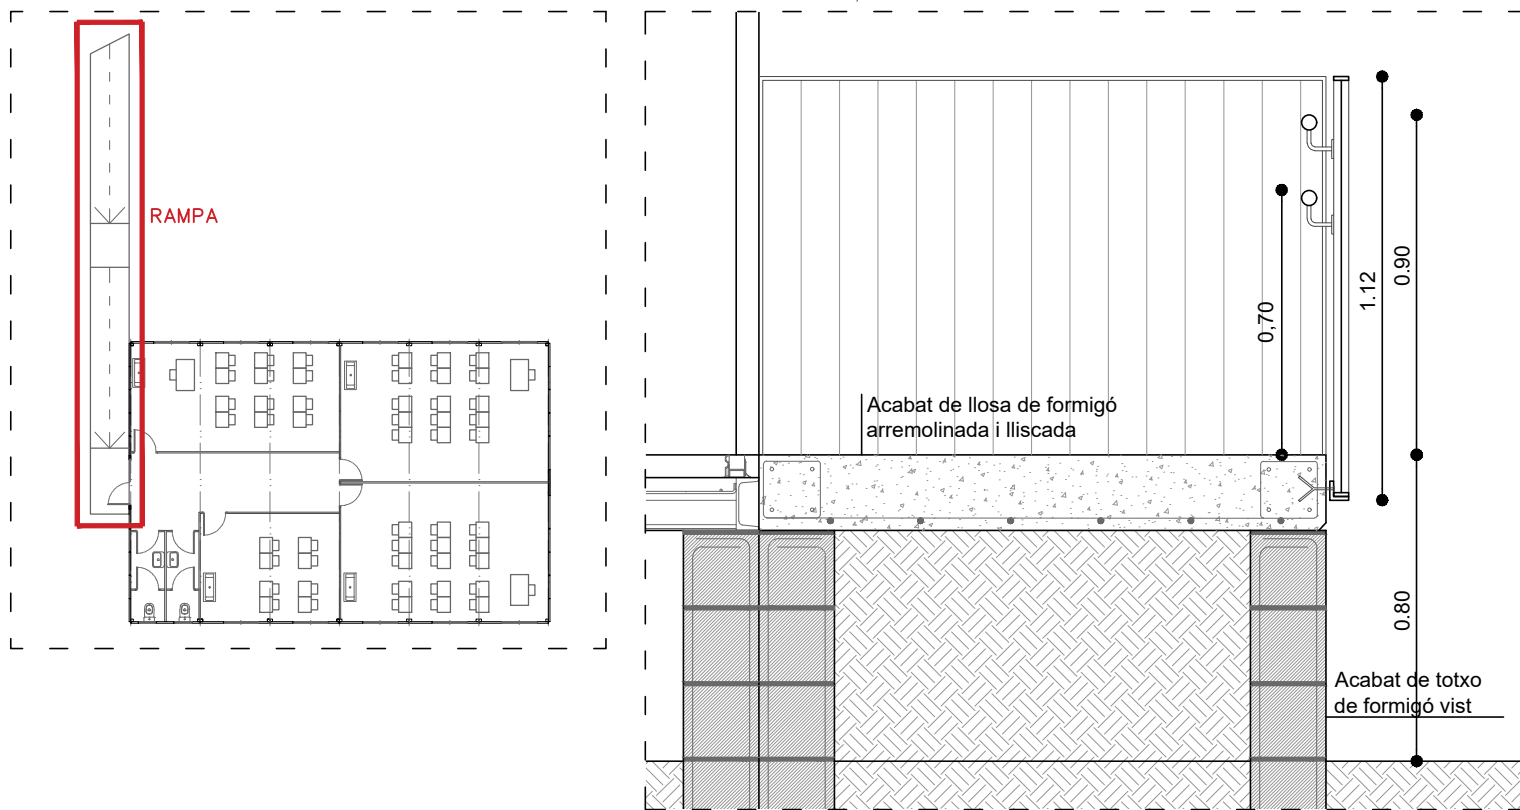 RAMPA
Acabat de llosa de formigó
arremolinada i lliscada
0,70
1.12
0.90
0.80
Acabat de totxo
de formigó vist